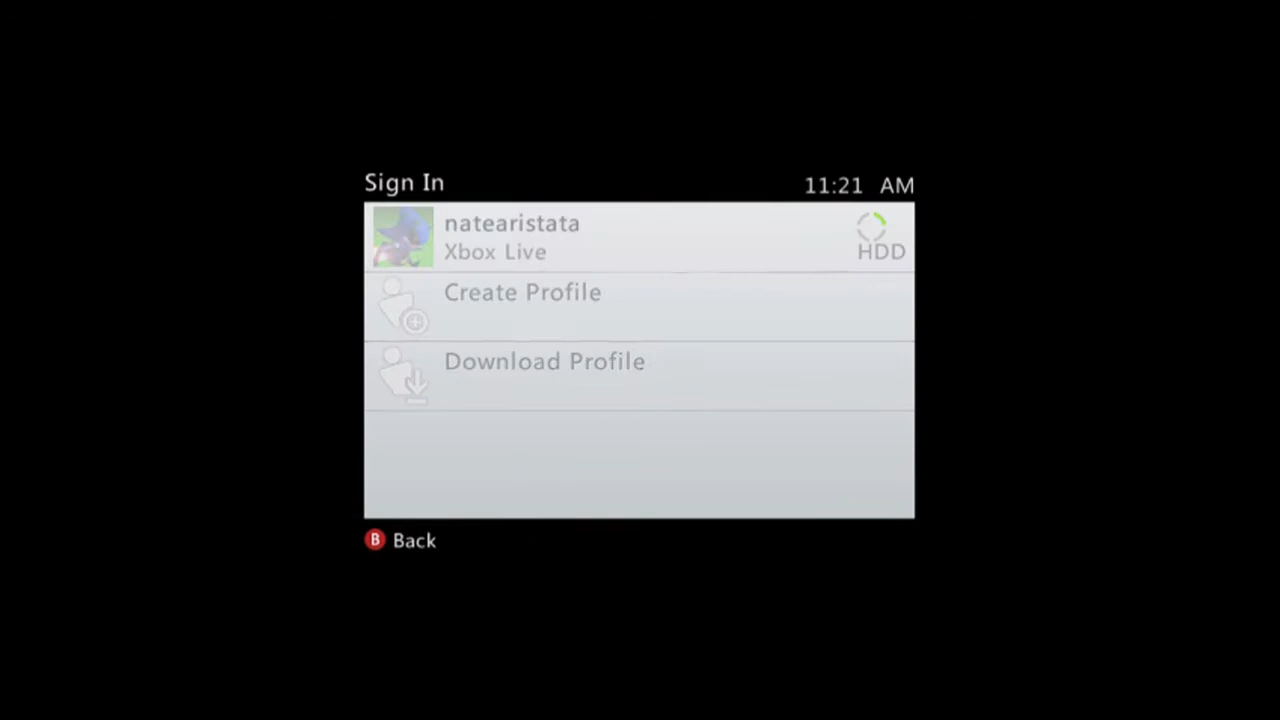 Sign In
11:21 AM
natearistata
Xbox Live
HDD
Create Profile
Download Profile
B Back